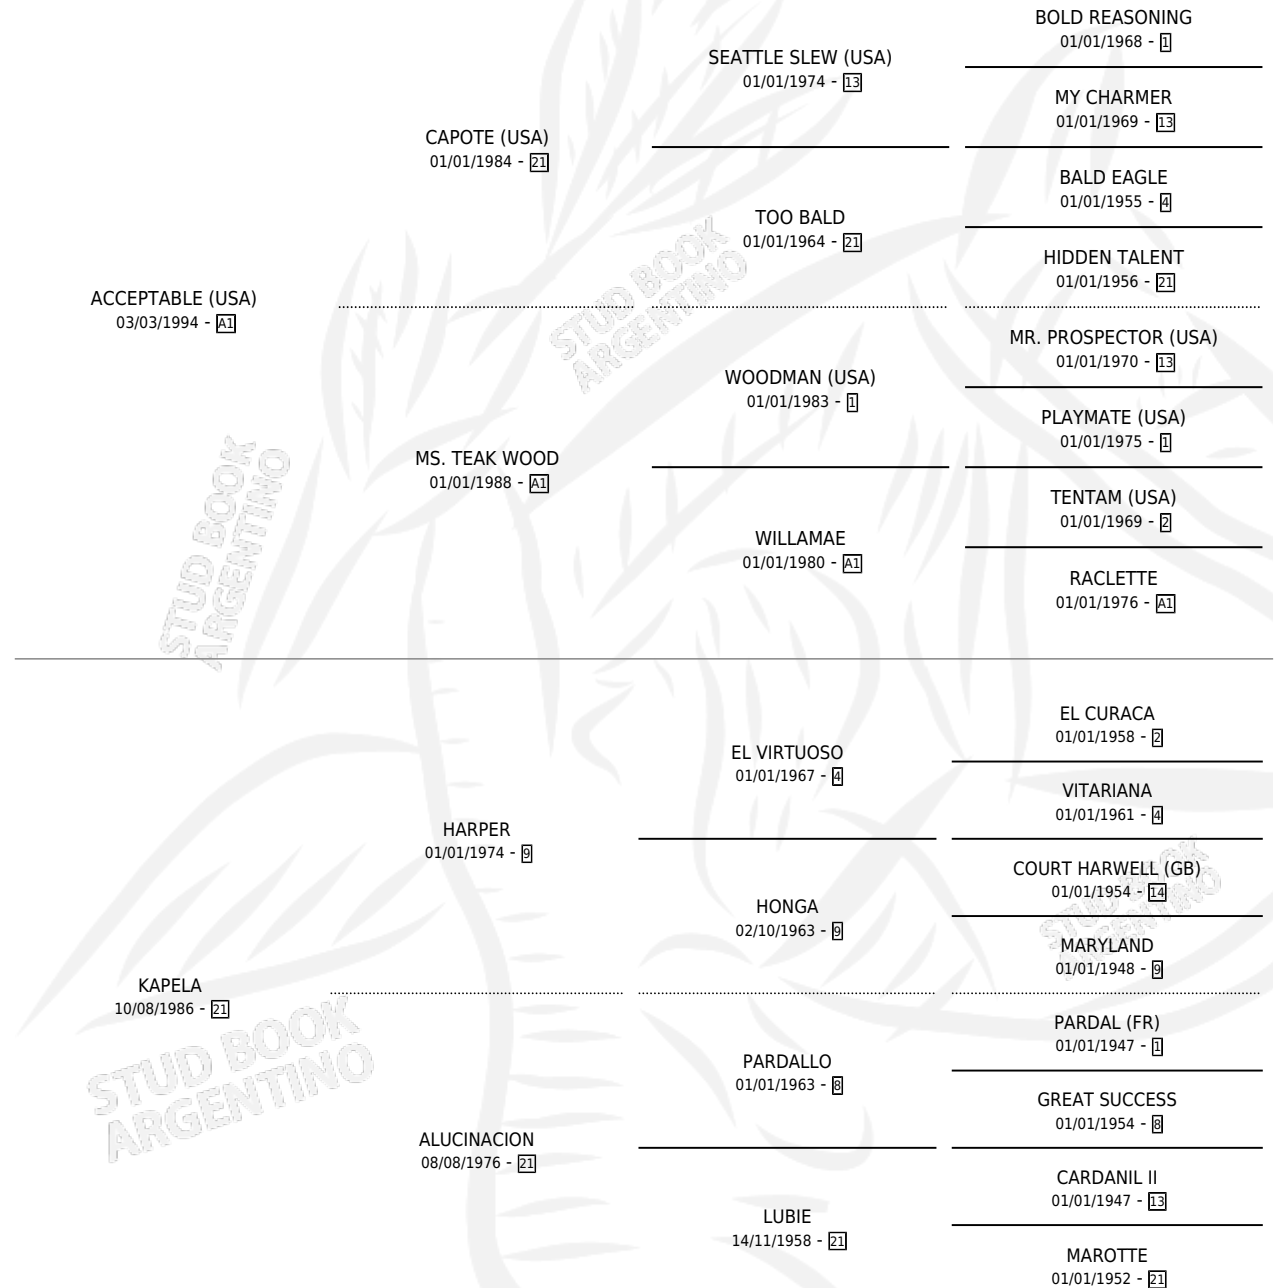 BOLD REASONING
01/01/1968 - 1
SEATTLE SLEW (USA)
01/01/1974 - 13
MY CHARMER
01/01/1969 - 13
CAPOTE (USA)
01/01/1984 - 21
BALD EAGLE
01/01/1955 - 4
TOO BALD
01/01/1964 - 21
HIDDEN TALENT
01/01/1956 - 21
ACCEPTABLE (USA)
03/03/1994 - A1
MR. PROSPECTOR (USA)
01/01/1970 - 13
WOODMAN (USA)
01/01/1983 - 1
PLAYMATE (USA)
01/01/1975 - 1
MS. TEAK WOOD
01/01/1988 - A1
TENTAM (USA)
01/01/1969 - 2
WILLAMAE
01/01/1980 - A1
RACLETTE
01/01/1976 - A1
EL CURACA
01/01/1958 - 2
EL VIRTUOSO
01/01/1967 - 4
VITARIANA
01/01/1961 - 4
HARPER
01/01/1974 - 9
COURT HARWELL (GB)
01/01/1954 - 14
HONGA
02/10/1963 - 9
MARYLAND
01/01/1948 - 9
KAPELA
10/08/1986 - 21
PARDAL (FR)
01/01/1947 - 1
PARDALLO
01/01/1963 - 8
GREAT SUCCESS
01/01/1954 - 8
ALUCINACION
08/08/1976 - 21
CARDANIL II
01/01/1947 - 13
LUBIE
14/11/1958 - 21
MAROTTE
01/01/1952 - 21
STUD BOOK
ARGENTINO
STUD BOOK
ARGENTINO
STUD BOOK
ARGENTINO
STUD BOOK
ARGENTINO